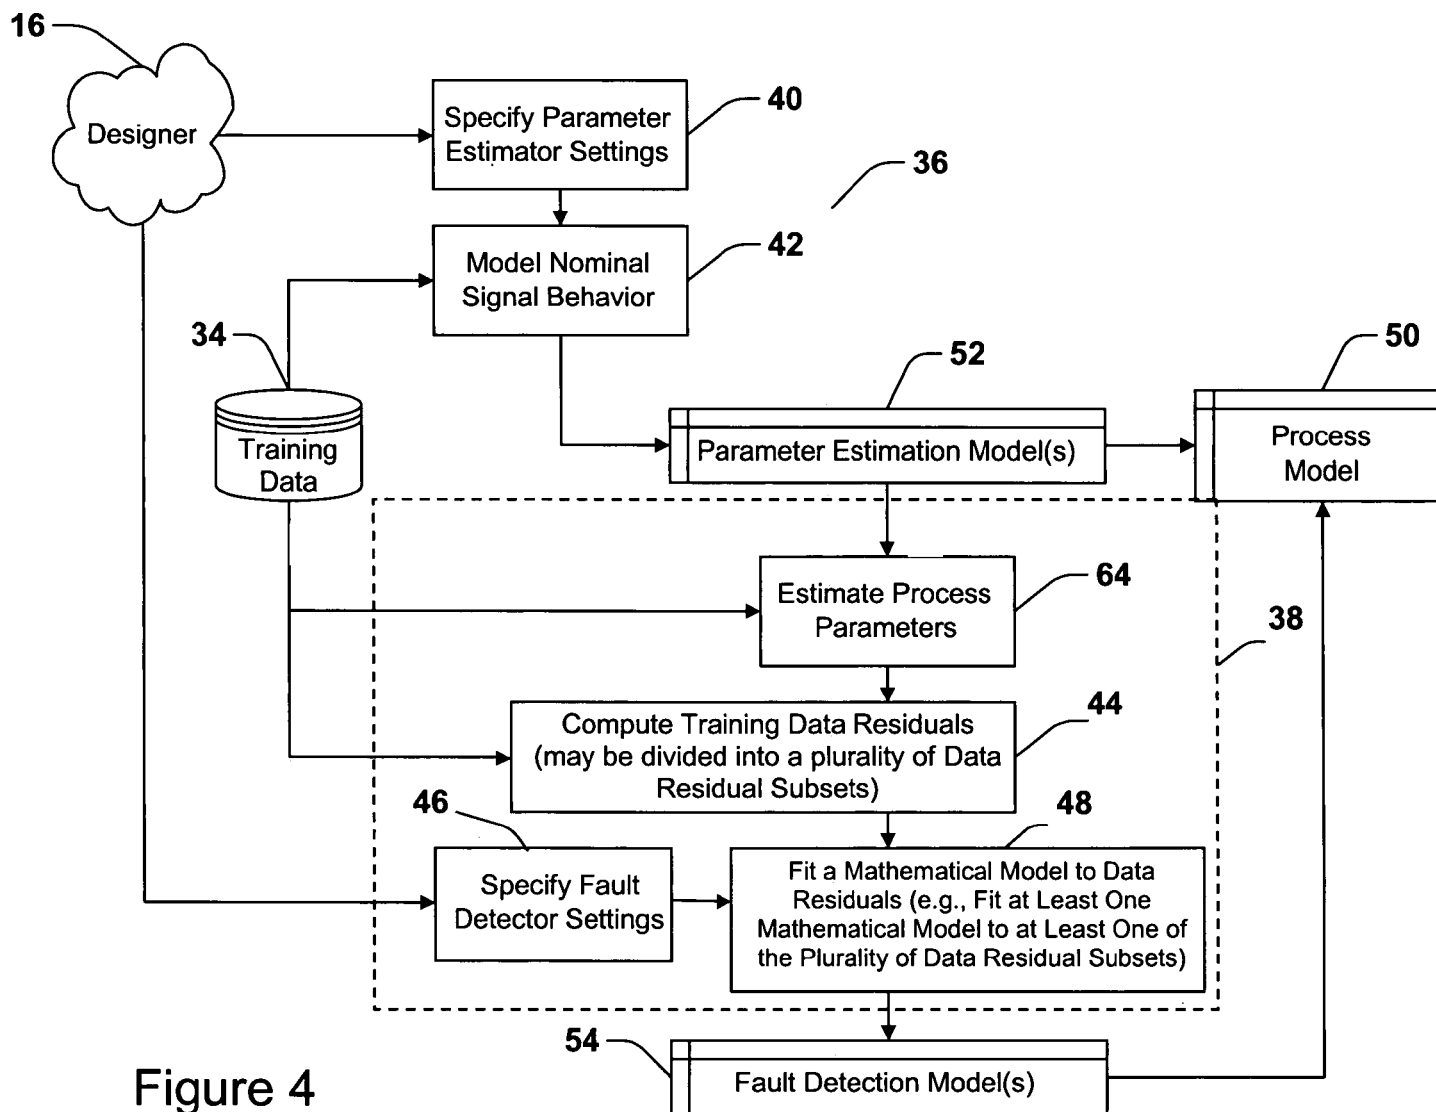 16
Designer
Specify Parameter
Estimator Settings
40
36
Model Nominal
Signal Behavior
42
34
Training
Data
52
Parameter Estimation Model(s)
50
Process
Model
Estimate Process
Parameters
64
38
Compute Training Data Residuals
(may be divided into a plurality of Data
Residual Subsets)
44
46
Specify Fault
Detector Settings
48
Fit a Mathematical Model to Data
Residuals (e.g., Fit at Least One
Mathematical Model to at Least One of
the Plurality of Data Residual Subsets)
54
Fault Detection Model(s)
Figure 4